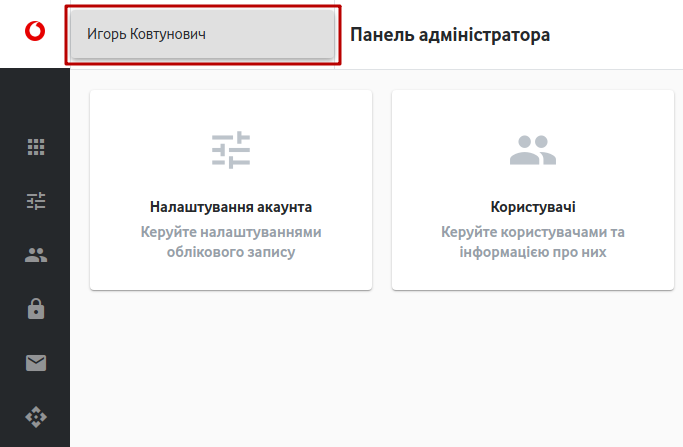 Игорь Ковтунович
Панель адміністратора
Налаштування акаунта
Керуйте налаштуваннями
облікового запису
Користувачі
Керуйте користувачами та
інформацією про них